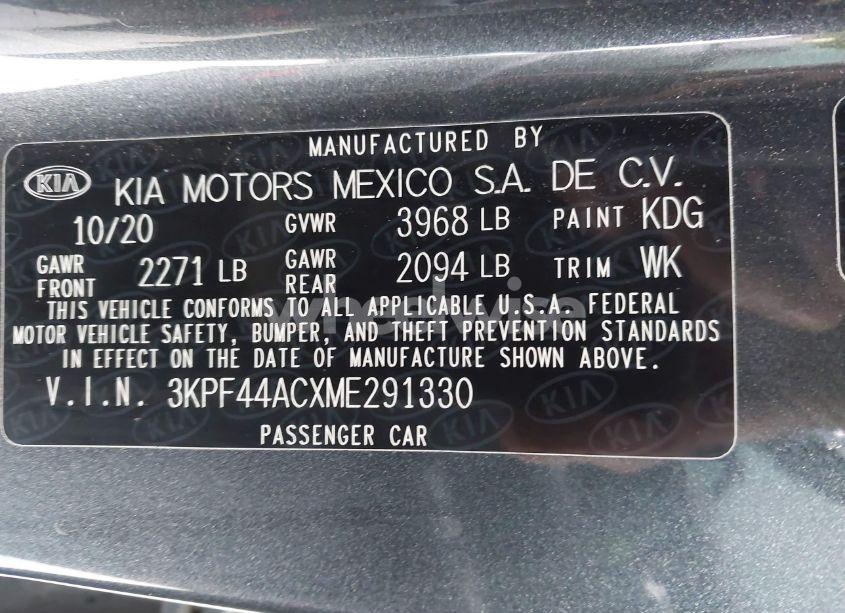 MANUFACTURED BY
KIA KIA MOTORS MEXICO S.A. DE C.V.
10/20 GVWR 3968 LB PAINT KDG
GAWR FRONT 2271 LB GAWR REAR 2094 LB TRIM WK
THIS VEHICLE CONFORMS TO ALL APPLICABLE U.S.A. FEDERAL
MOTOR VEHICLE SAFETY, BUMPER, AND THEFT PREVENTION STANDARDS
IN EFFECT ON THE DATE OF MANUFACTURE SHOWN ABOVE.
V.I.N. 3KPF44ACXME291330
PASSENGER CAR
wheelwise